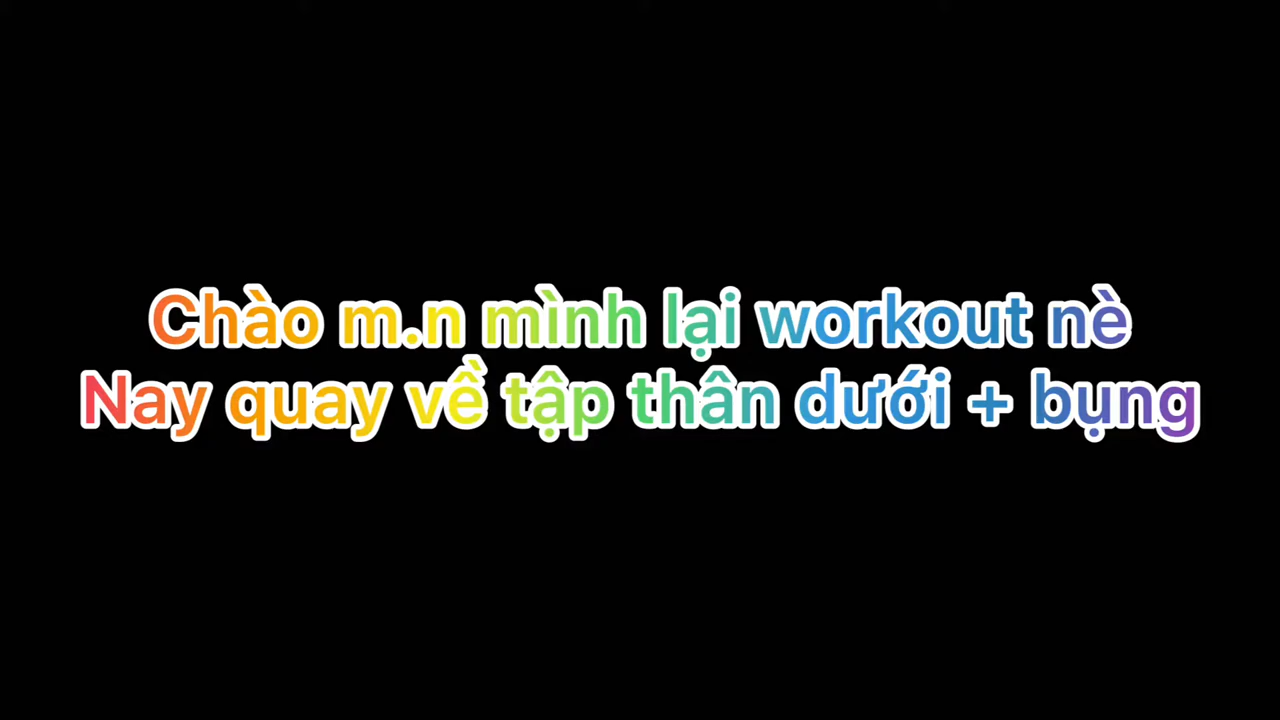 Chào m.n mình lại workout nè
Nay quay về tập thân dưới + bụng